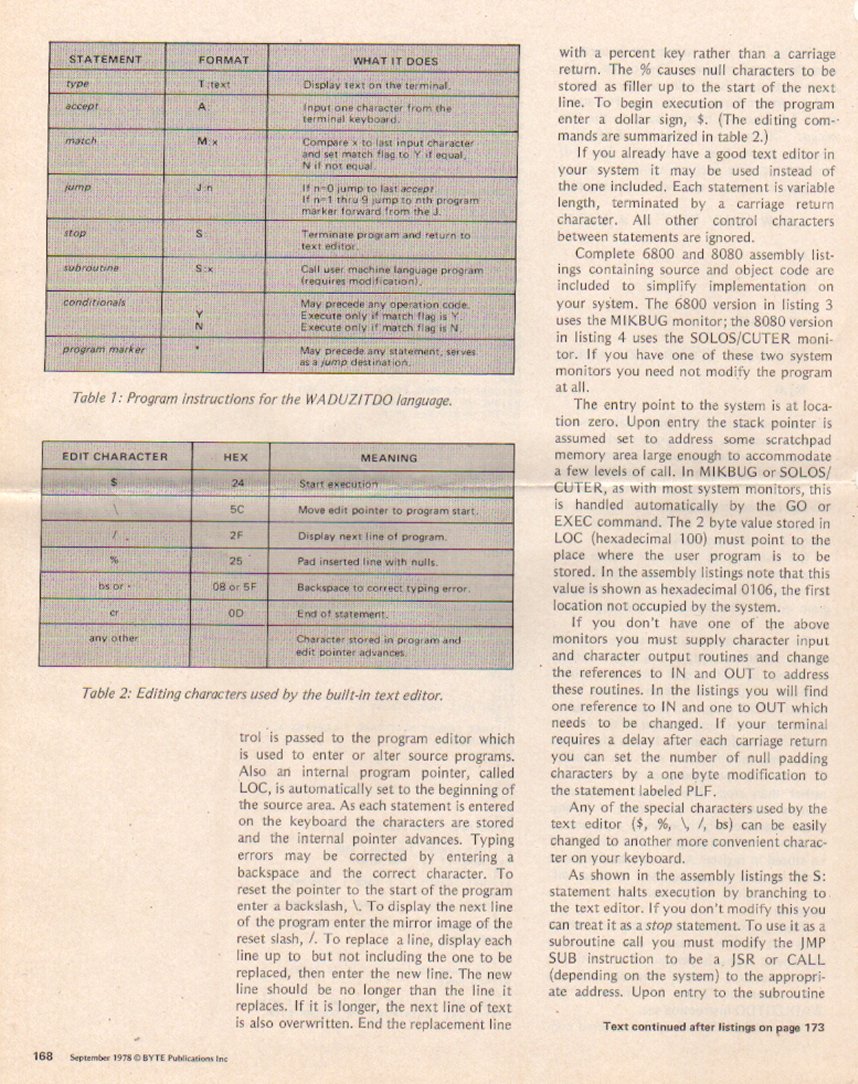 STATEMENT FORMAT WHAT IT DOES
type T:text Display text on the terminal.
accept A: Input one character from the
terminal keyboard.
match M:x Compare x to last input character
and set match flag to Y if equal,
N if not equal.
jump J:n If n=0 jump to last accept
If n=1 thru 9 jump to nth program
marker forward from the J.
stop S: Terminate program and return to
text editor.
subroutine S:x Call user machine language program
(requires modification).
conditionals May precede any operation code.
Y Execute only if match flag is Y.
N Execute only if match flag is N.
program marker * May precede any statement, serves
as a jump destination.
Table 1: Program instructions for the WADUZITDO language.
EDIT CHARACTER HEX MEANING
$ 24 Start execution
\ 5C Move edit pointer to program start.
/ 2F Display next line of program.
% 25 Pad inserted line with nulls.
bs or 08 or 5F Backspace to correct typing error.
cr 0D End of statement.
any other Character stored in program and
edit pointer advances.
Table 2: Editing characters used by the built-in text editor.
trol is passed to the program editor which
is used to enter or alter source programs.
Also an internal program pointer, called
LOC, is automatically set to the beginning of
the source area. As each statement is entered
on the keyboard the characters are stored
and the internal pointer advances. Typing
errors may be corrected by entering a
backspace and the correct character. To
reset the pointer to the start of the program
enter a backslash, \. To display the next line
of the program enter the mirror image of the
reset slash, /. To replace a line, display each
line up to but not including the one to be
replaced, then enter the new line. The new
line should be no longer than the line it
replaces. If it is longer, the next line of text
is also overwritten. End the replacement line
with a percent key rather than a carriage
return. The % causes null characters to be
stored as filler up to the start of the next
line. To begin execution of the program
enter a dollar sign, $. (The editing com-
mands are summarized in table 2.)
If you already have a good text editor in
your system it may be used instead of
the one included. Each statement is variable
length, terminated by a carriage return
character. All other control characters
between statements are ignored.
Complete 6800 and 8080 assembly list-
ings containing source and object code are
included to simplify implementation on
your system. The 6800 version in listing 3
uses the MIKBUG monitor; the 8080 version
in listing 4 uses the SOLOS/CUTER moni-
tor. If you have one of these two system
monitors you need not modify the program
at all.
The entry point to the system is at loca-
tion zero. Upon entry the stack pointer is
assumed set to address some scratchpad
memory area large enough to accommodate
a few levels of call. In MIKBUG or SOLOS/
CUTER, as with most system monitors, this
is handled automatically by the GO or
EXEC command. The 2 byte value stored in
LOC (hexadecimal 100) must point to the
place where the user program is to be
stored. In the assembly listings note that this
value is shown as hexadecimal 0106, the first
location not occupied by the system.
If you don't have one of the above
monitors you must supply character input
and character output routines and change
the references to IN and OUT to address
these routines. In the listings you will find
one reference to IN and one to OUT which
needs to be changed. If your terminal
requires a delay after each carriage return
you can set the number of null padding
characters by a one byte modification to
the statement labeled PLF.
Any of the special characters used by the
text editor ($, %, \, /, bs) can be easily
changed to another more convenient charac-
ter on your keyboard.
As shown in the assembly listings the S:
statement halts execution by branching to
the text editor. If you don't modify this you
can treat it as a stop statement. To use it as a
subroutine call you must modify the JMP
SUB instruction to be a JSR or CALL
(depending on the system) to the appropri-
ate address. Upon entry to the subroutine
Text continued after listings on page 173
168 September 1978 © BYTE Publications Inc